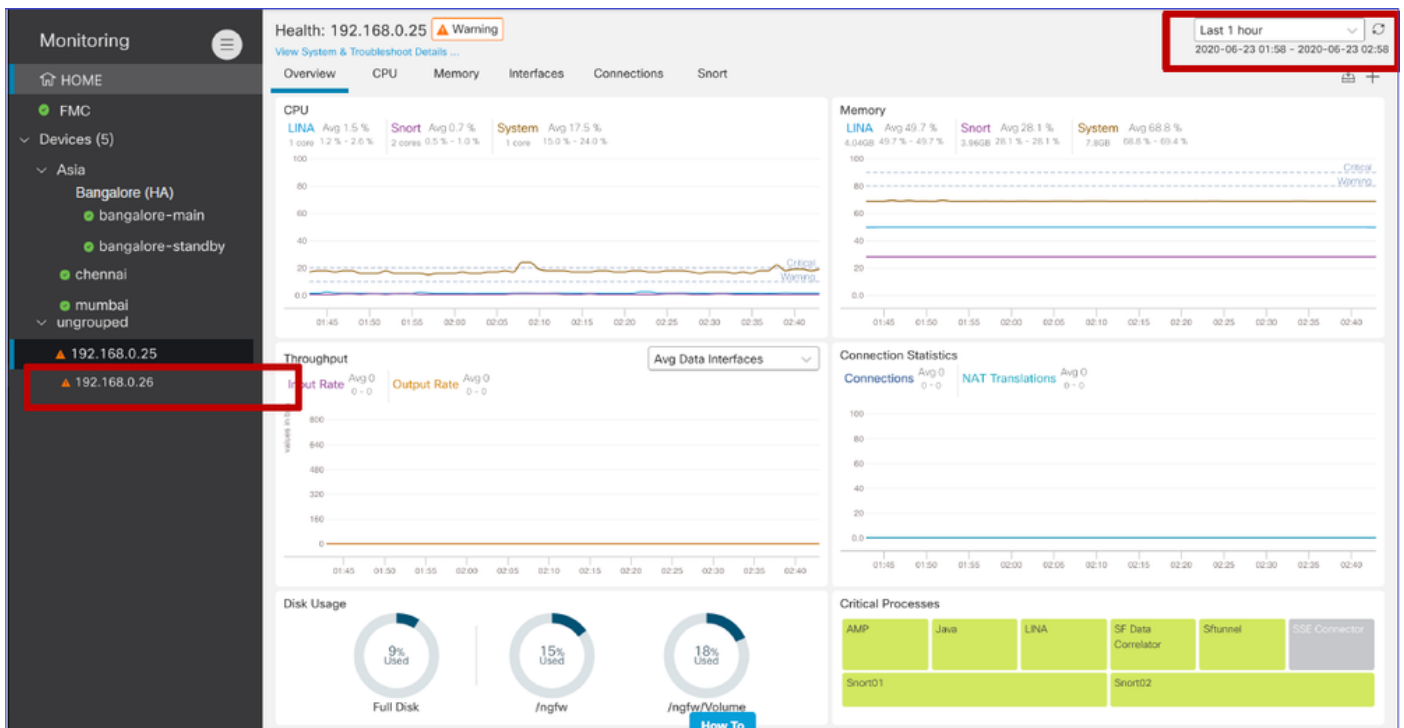 Monitoring
HOME
FMC
Devices (5)
Asia
Bangalore (HA)
bangalore-main
bangalore-standby
chennai
mumbai
ungrouped
192.168.0.25
192.168.0.26
Health: 192.168.0.25 Warning
View System & Troubleshoot Details ...
Last 1 hour
2020-06-23 01:58 - 2020-06-23 02:58
Overview CPU Memory Interfaces Connections Snort
CPU
LINA Avg 1.5 % Snort Avg 0.7 % System Avg 17.5 %
1 core 1.2 % - 2.6 % 2 cores 0.5 % - 1.0 % 1 core 15.0 % - 24.0 %
100
80
60
40
20
0.0
Critical
Warning
01:45 01:50 01:55 02:00 02:05 02:10 02:15 02:20 02:25 02:30 02:35 02:40
Memory
LINA Avg 49.7 % Snort Avg 28.1 % System Avg 68.8 %
4.04GB 49.7 % - 49.7 % 3.96GB 28.1 % - 28.1 % 7.8GB 68.8 % - 69.4 %
100
Critical
80
Warning
60
40
20
0.0
01:45 01:50 01:55 02:00 02:05 02:10 02:15 02:20 02:25 02:30 02:35 02:40
Throughput
Avg Data Interfaces
Input Rate Avg 0 Output Rate Avg 0
0 - 0 0 - 0
values in
800
640
480
320
160
0
01:45 01:50 01:55 02:00 02:05 02:10 02:15 02:20 02:25 02:30 02:35 02:40
Connection Statistics
Connections Avg 0 NAT Translations Avg 0
0 - 0 0 - 0
100
80
60
40
20
0.0
01:45 01:50 01:55 02:00 02:05 02:10 02:15 02:20 02:25 02:30 02:35 02:40
Disk Usage
9% Used
Full Disk
15% Used
/ngfw
18% Used
/ngfw/Volume
How To
Critical Processes
AMP Java LINA SF Data Correlator Sftunnel SSE Connector
Snort01 Snort02